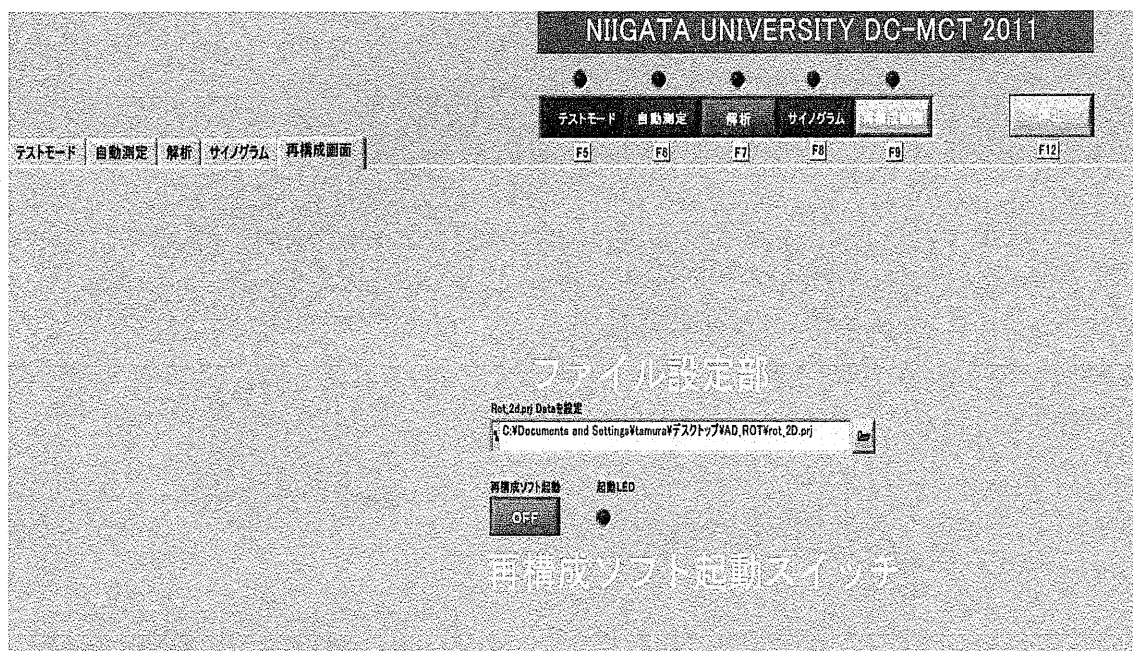 NIIGATA UNIVERSITY DC-MCT 2011
テストモード 自動測定 解析 サイノグラム 再構成画面
F5 F6 F7 F8 F9 F12
テストモード 自動測定 解析 サイノグラム 再構成画面
ファイル設定部
Rot_2d.prj Dataを設定
C:¥Documents and Settings¥tamura¥デスクトップ¥AD_ROT¥rot_2D.prj
再構成ソフト起動 起動LED
OFF
再構成ソフト起動スイッチ